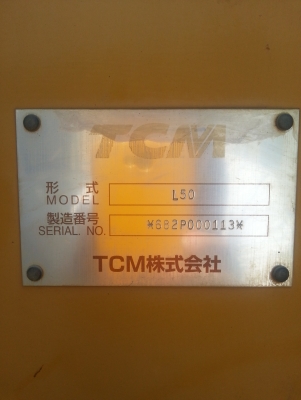 TCM
形式 L50
MODEL
製造番号 *882P000113*
SERIAL. NO.
TCM株式会社